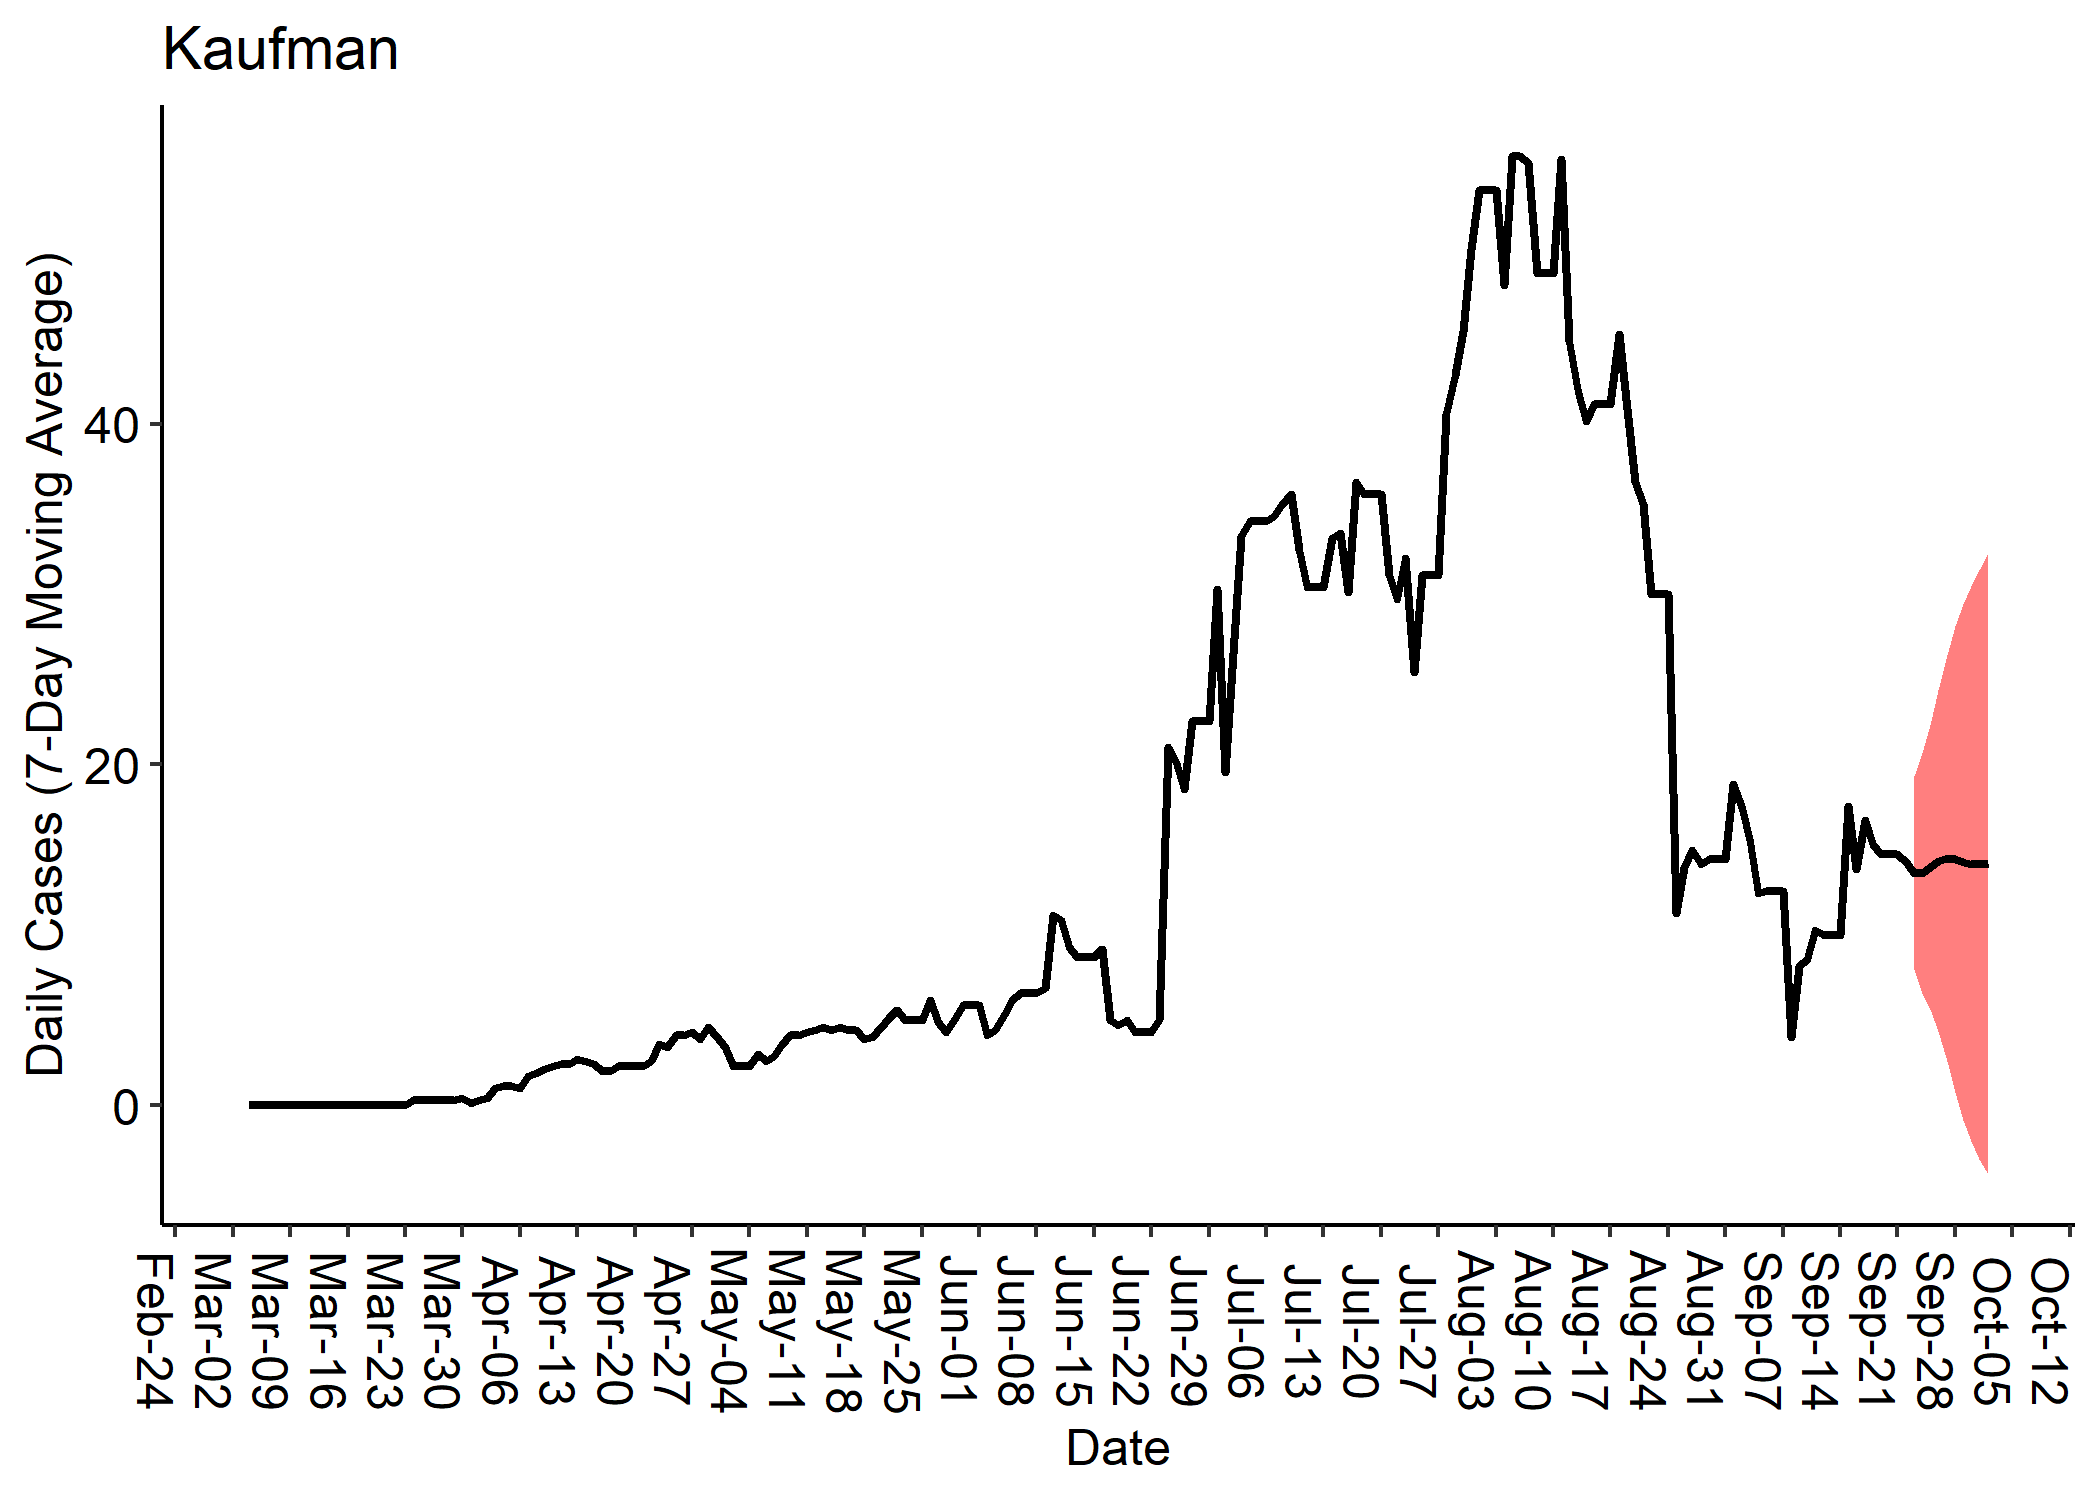 Kaufman
Daily Cases (7-Day Moving Average)
40
20
0
Feb-24
Mar-02
Mar-09
Mar-16
Mar-23
Mar-30
Apr-06
Apr-13
Apr-20
Apr-27
May-04
May-11
May-18
May-25
Jun-01
Jun-08
Jun-15
Jun-22
Jun-29
Jul-06
Jul-13
Jul-20
Jul-27
Aug-03
Aug-10
Aug-17
Aug-24
Aug-31
Sep-07
Sep-14
Sep-21
Sep-28
Oct-05
Oct-12
Date